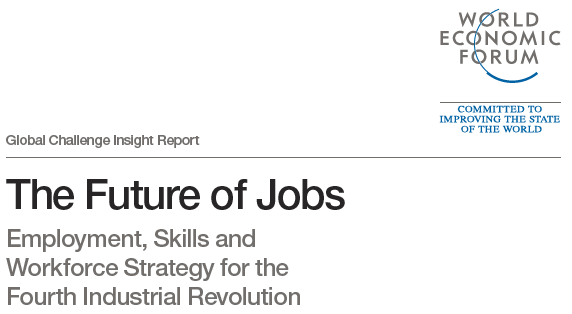 WORLD
ECONOMIC
FORUM
COMMITTED TO
IMPROVING THE STATE
OF THE WORLD
Global Challenge Insight Report
The Future of Jobs
Employment, Skills and
Workforce Strategy for the
Fourth Industrial Revolution